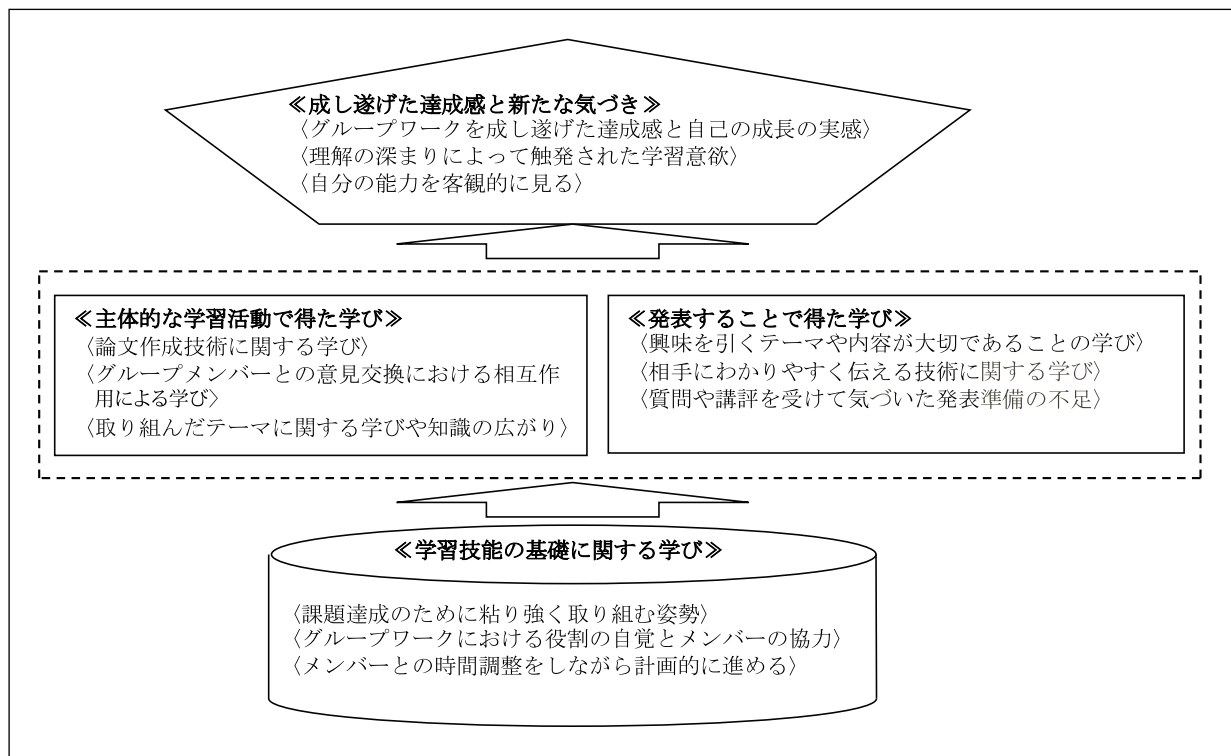 ≪成し遂げた達成感と新たな気づき≫
〈グループワークを成し遂げた達成感と自己の成長の実感〉
〈理解の深まりによって触発された学習意欲〉
〈自分の能力を客観的に見る〉
≪主体的な学習活動で得た学び≫
〈論文作成技術に関する学び〉
〈グループメンバーとの意見交換における相互作
用による学び〉
〈取り組んだテーマに関する学びや知識の広がり〉
≪発表することで得た学び≫
〈興味を引くテーマや内容が大切であることの学び〉
〈相手にわかりやすく伝える技術に関する学び〉
〈質問や講評を受けて気づいた発表準備の不足〉
≪学習技能の基礎に関する学び≫
〈課題達成のために粘り強く取り組む姿勢〉
〈グループワークにおける役割の自覚とメンバーの協力〉
〈メンバーとの時間調整をしながら計画的に進める〉